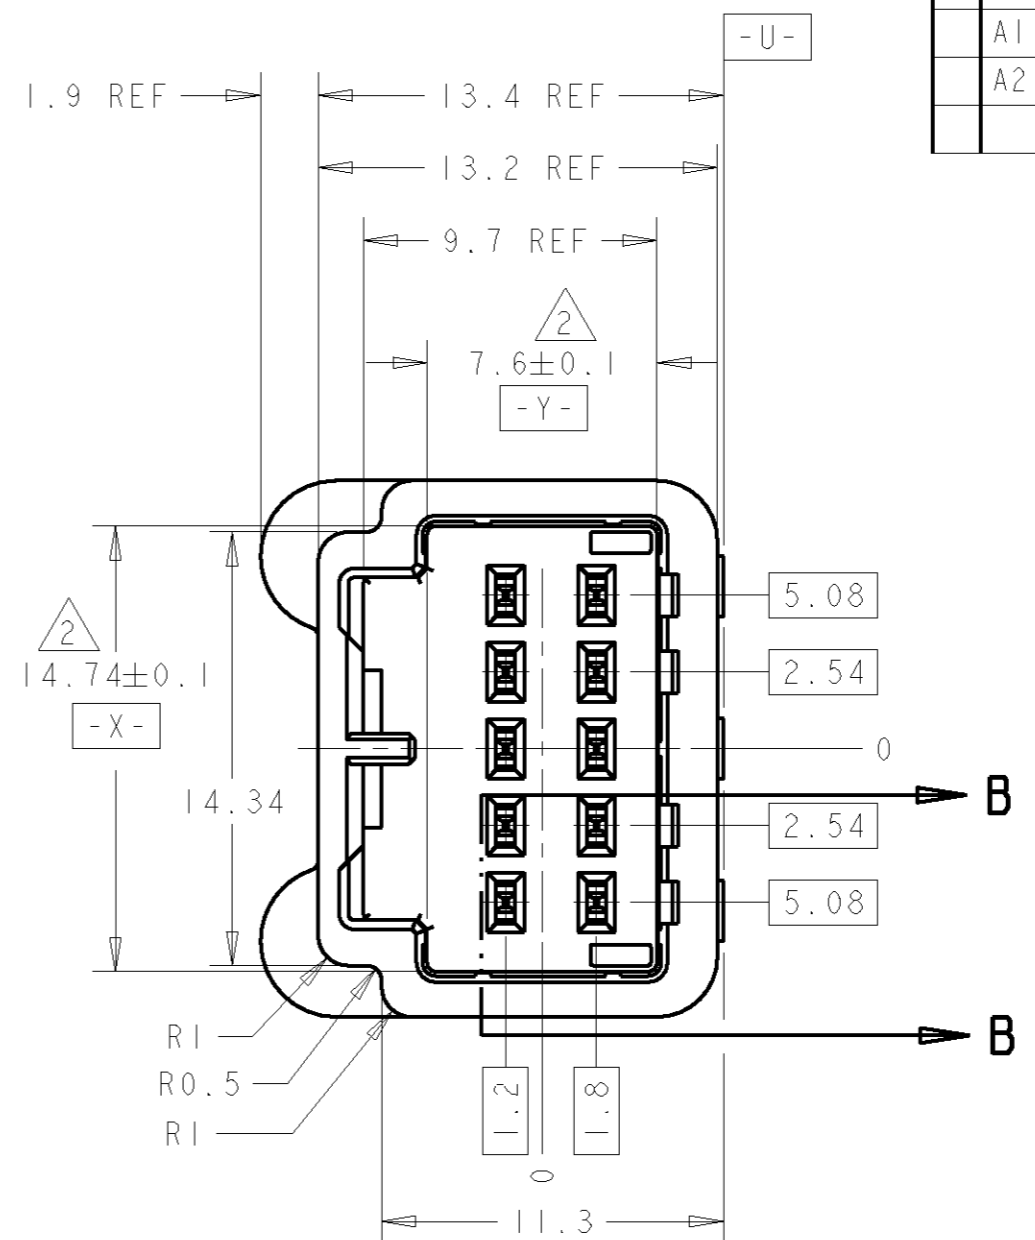 -U-
A1
A2
1.9 REF
13.4 REF
13.2 REF
9.7 REF
2
7.6±0.1
-Y-
5.08
2
14.74±0.1
-X-
2.54
0
14.34
B
2.54
5.08
R1
R0.5
R1
B
1.2
1.8
0
11.3